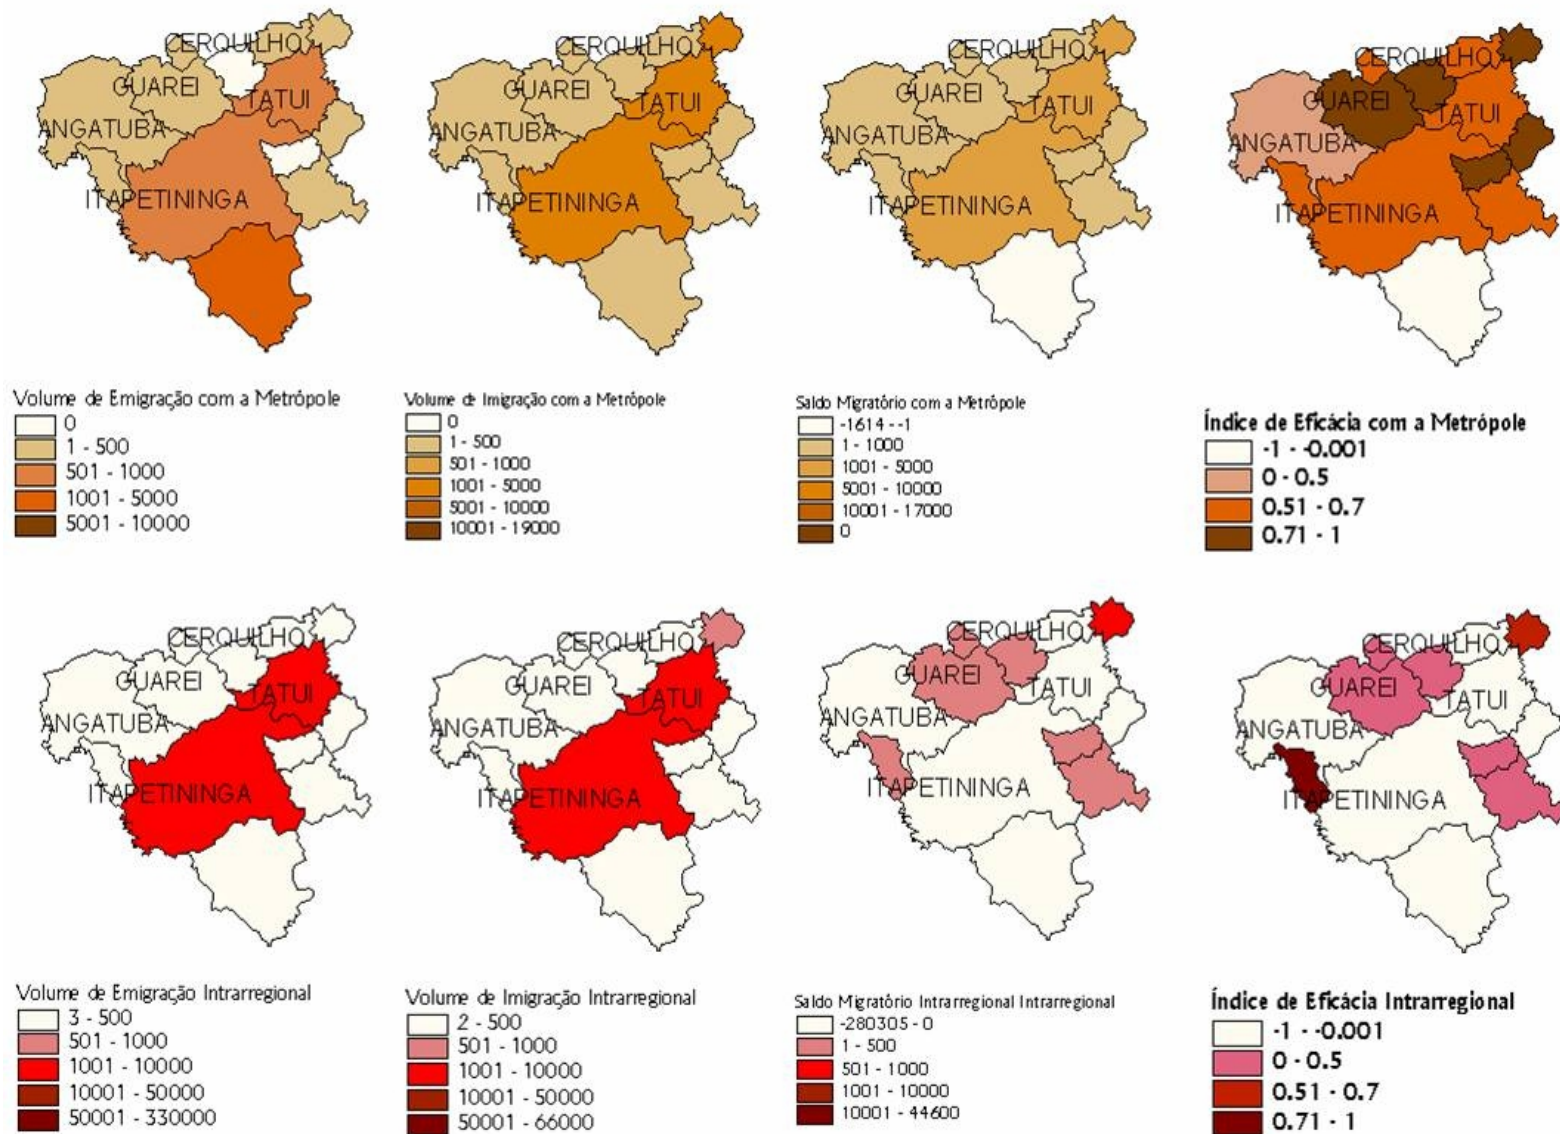 CERQUILHO
GUAREI
TATUI
ANGATUBA
ITAPETININGA
Volume de Emigração com a Metrópole
0
1 - 500
501 - 1000
1001 - 5000
5001 - 10000
CERQUILHO
GUAREI
TATUI
ANGATUBA
ITAPETININGA
Volume de Imigração com a Metrópole
0
1 - 500
501 - 1000
1001 - 5000
5001 - 10000
10001 - 19000
CERQUILHO
GUAREI
TATUI
ANGATUBA
ITAPETININGA
Saldo Migratório com a Metrópole
-1614 - -1
1 - 1000
1001 - 5000
5001 - 10000
10001 - 17000
0
CERQUILHO
GUAREI
TATUI
ANGATUBA
ITAPETININGA
Índice de Eficácia com a Metrópole
-1 - -0.001
0 - 0.5
0.51 - 0.7
0.71 - 1
CERQUILHO
GUAREI
TATUI
ANGATUBA
ITAPETININGA
Volume de Emigração Intrarregional
3 - 500
501 - 1000
1001 - 10000
10001 - 50000
50001 - 330000
CERQUILHO
GUAREI
TATUI
ANGATUBA
ITAPETININGA
Volume de Imigração Intrarregional
2 - 500
501 - 1000
1001 - 10000
10001 - 50000
50001 - 66000
CERQUILHO
GUAREI
TATUI
ANGATUBA
ITAPETININGA
Saldo Migratório Intrarregional Intrarregional
-280305 - 0
1 - 500
501 - 1000
1001 - 10000
10001 - 44600
CERQUILHO
GUAREI
TATUI
ANGATUBA
ITAPETININGA
Índice de Eficácia Intrarregional
-1 - -0.001
0 - 0.5
0.51 - 0.7
0.71 - 1